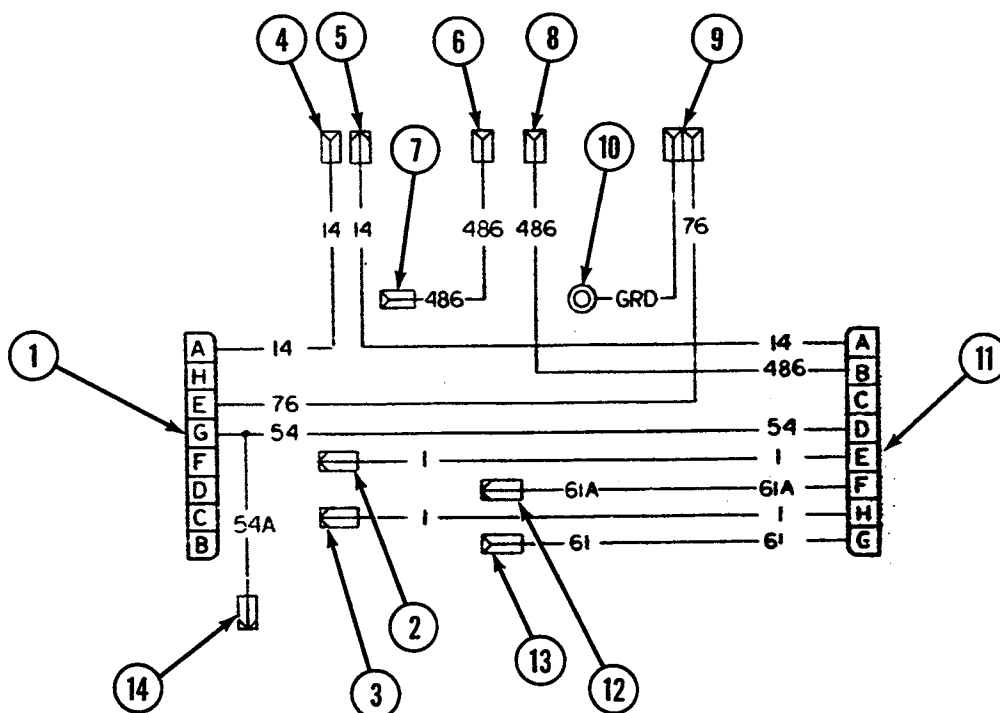 4 5 6 8 9
7 10
14 14 486 486 76
486 GRD
1 11
A 14 14 A
H 486 B
E 76 C
G 54 54 D
F 1 1 E
D 61A 61A F
C 1 1 H
B 61 61 G
54A
2
14 3 13 12